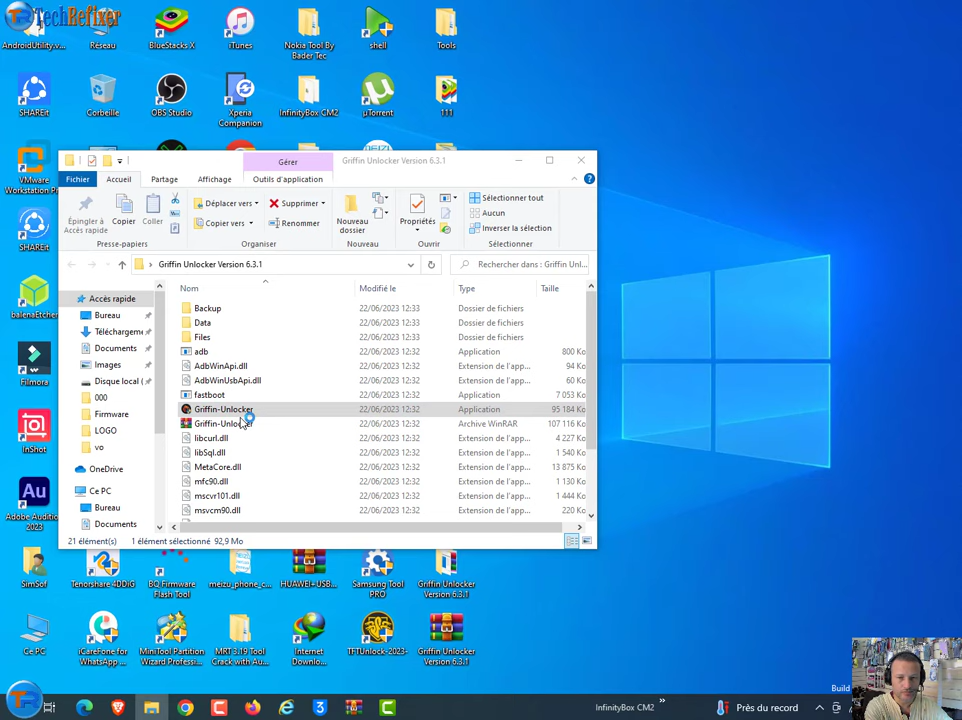 TechRefixer
AndroidUtility.v...
Réseau
BlueStacks X
iTunes
Nokia Tool By
Bader Tec
shell
Tools
SHAREit
Corbeille
OBS Studio
Xperia
Companion
InfinityBox CM2
µTorrent
111
VMware
Workstation P
SHAREit
balenaEtcher
Filmora
InShot
Adobe Audition
2023
Gérer
Griffin Unlocker Version 6.3.1
Fichier
Accueil
Partage
Affichage
Outils d'application
Épingler à
Accès rapide
Copier
Coller
Déplacer vers
Supprimer
Copier vers
Renommer
Nouveau
dossier
Propriétés
Sélectionner tout
Aucun
Inverser la sélection
Presse-papiers
Organiser
Nouveau
Ouvrir
Sélectionner
Griffin Unlocker Version 6.3.1
Rechercher dans : Griffin Unl...
Nom
Modifié le
Type
Taille
Accès rapide
Bureau
Téléchargem
Documents
Images
Disque local (
000
Firmware
LOGO
vo
OneDrive
Ce PC
Bureau
Documents
Backup 22/06/2023 12:33 Dossier de fichiers
Data 22/06/2023 12:33 Dossier de fichiers
Files 22/06/2023 12:33 Dossier de fichiers
adb 22/06/2023 12:32 Application 800 Ko
AdbWinApi.dll 22/06/2023 12:32 Extension de l'app... 94 Ko
AdbWinUsbApi.dll 22/06/2023 12:32 Extension de l'app... 60 Ko
fastboot 22/06/2023 12:32 Application 7 053 Ko
Griffin-Unlocker 22/06/2023 12:32 Application 95 184 Ko
Griffin-Unlocker 22/06/2023 12:32 Archive WinRAR 107 116 Ko
libcurl.dll 22/06/2023 12:32 Extension de l'app... 4 227 Ko
libSql.dll 22/06/2023 12:32 Extension de l'app... 1 540 Ko
MetaCore.dll 22/06/2023 12:32 Extension de l'app... 13 875 Ko
mfc90.dll 22/06/2023 12:32 Extension de l'app... 1 130 Ko
mscvr101.dll 22/06/2023 12:32 Extension de l'app... 1 444 Ko
msvcm90.dll 22/06/2023 12:32 Extension de l'app... 220 Ko
21 élément(s)
1 élément sélectionné 92,9 Mo
SimSof
Tenorshare 4DDiG
BQ Firmware
Flash Tool
meizu_phone_c...
HUAWEI+USB...
Samsung Tool
PRO
Griffin Unlocker
Version 6.3.1
Ce PC
iCareFone for
WhatsApp ...
MiniTool Partition
Wizard Professi...
MRT 3.19 Tool
Crack with Au...
Internet
Downlo...
TFTUnlock-2023-
Griffin Unlocker
Version 6.3.1
Build
InfinityBox CM2
»
Près du record